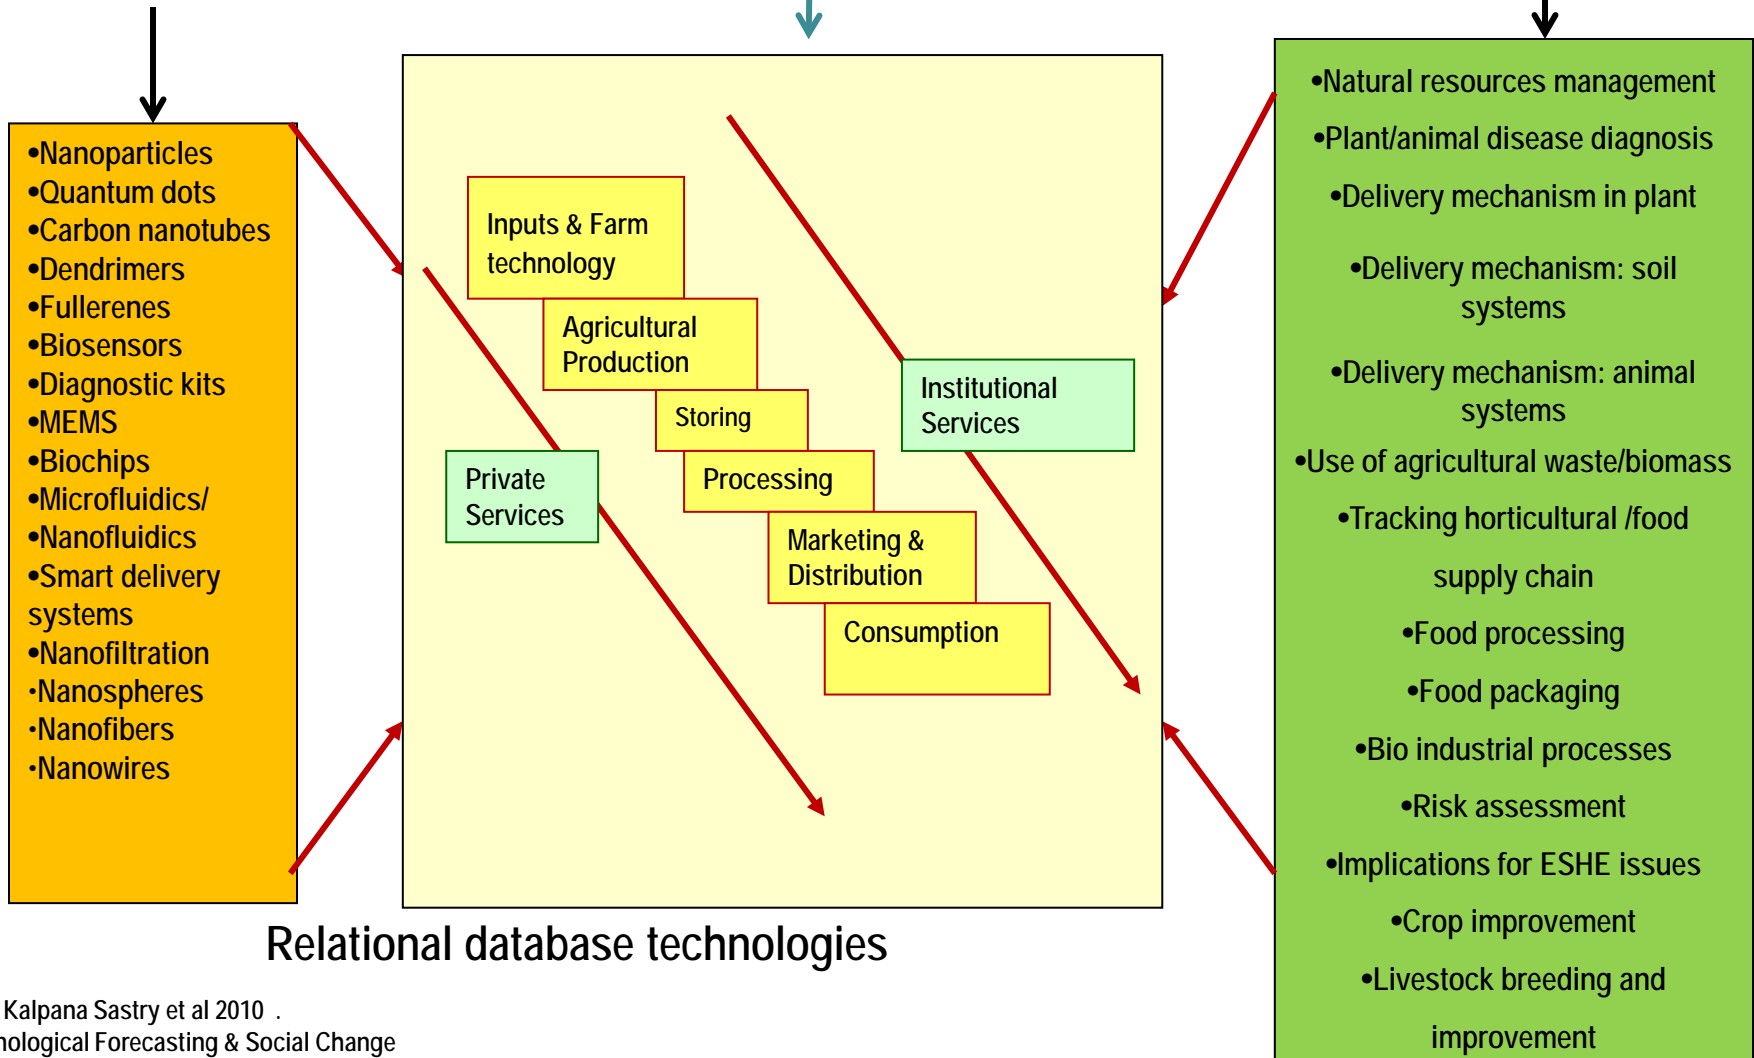 •Nanoparticles
•Quantum dots
•Carbon nanotubes
•Dendrimers
•Fullerenes
•Biosensors
•Diagnostic kits
•MEMS
•Biochips
•Microfluidics/
•Nanofluidics
•Smart delivery
systems
•Nanofiltration
•Nanospheres
•Nanofibers
•Nanowires
Inputs & Farm
technology
Agricultural
Production
Storing
Processing
Marketing &
Distribution
Consumption
Private
Services
Institutional
Services
•Natural resources management
•Plant/animal disease diagnosis
•Delivery mechanism in plant
•Delivery mechanism: soil
systems
•Delivery mechanism: animal
systems
•Use of agricultural waste/biomass
•Tracking horticultural /food
supply chain
•Food processing
•Food packaging
•Bio industrial processes
•Risk assessment
•Implications for ESHE issues
•Crop improvement
•Livestock breeding and
improvement
Relational database technologies
Kalpana Sastry et al 2010 .
nological Forecasting & Social Change